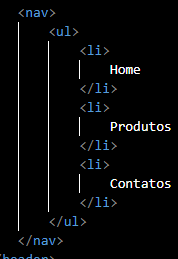 <nav>
<ul>
<li>
Home
</li>
<li>
Produtos
</li>
<li>
Contatos
</li>
</ul>
</nav>
</header>